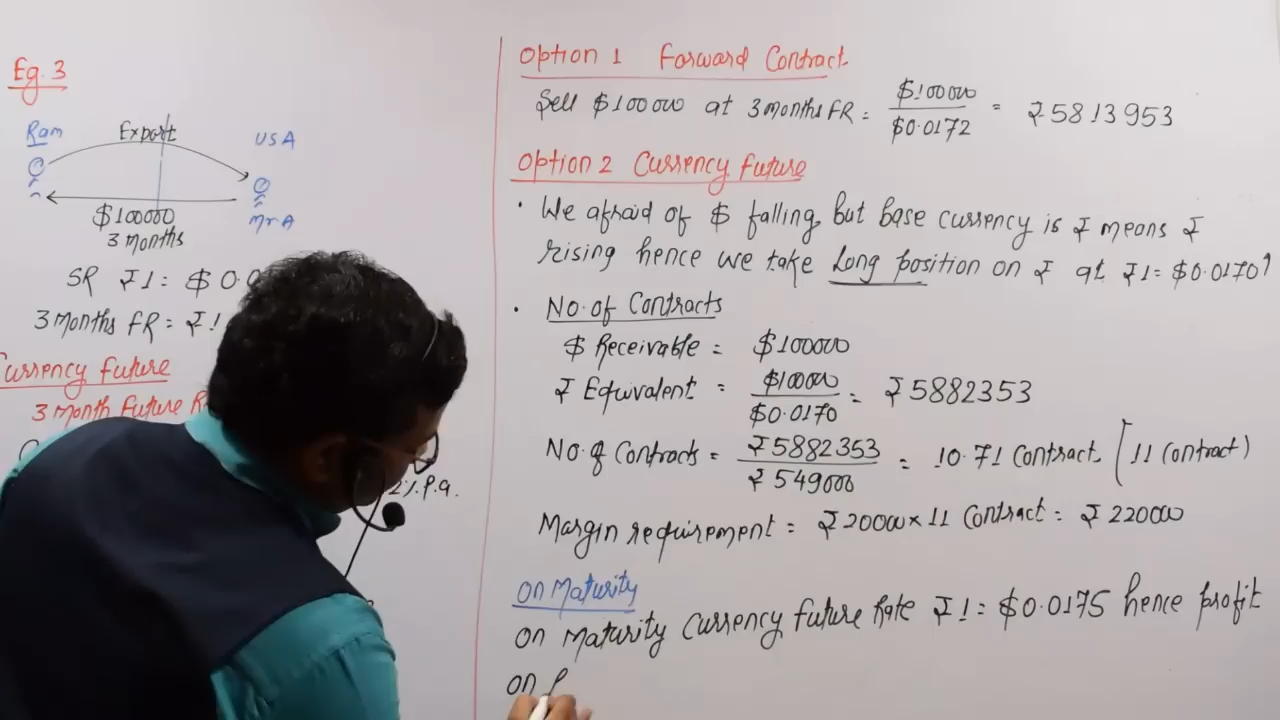 Eg. 3
Ram
Export
USA
$100000
3 Months
Mr A
SR ₹1: $0.0
3 Months FR = ₹1
Currency Future
3 Month Future R
2%.P.a.
Option 1 Forward Contract
Sell $100000 at 3 months FR = $100000 / $0.0172 = ₹5813953
Option 2 Currency Future
• We afraid of $ falling but base currency is ₹ means ₹
rising hence we take Long position on ₹ at ₹1 = $0.0170↑
• No. of Contracts
$ Receivable = $100000
₹ Equivalent = $100000 / $0.0170 = ₹5882353
No. of Contracts = ₹5882353 / ₹549000 = 10.71 Contract [11 Contract)
Margin requirement = ₹20000 × 11 Contract = ₹220000
On Maturity
On Maturity Currency Future Rate ₹1 = $0.0175 hence profit
on